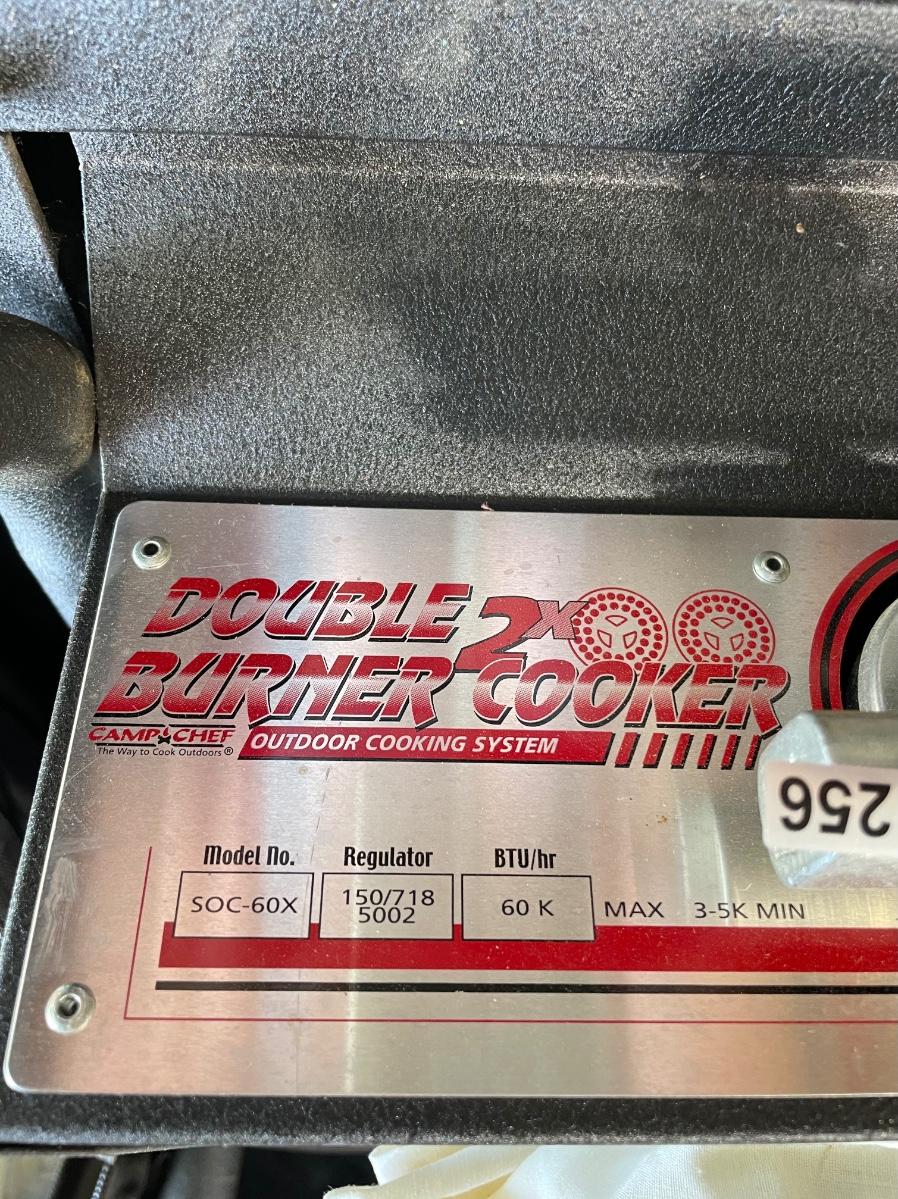 DOUBLE 2X
BURNER COOKER
CAMP CHEF
The Way to Cook Outdoors®
OUTDOOR COOKING SYSTEM
256
Model No. Regulator BTU/hr
SOC-60X 150/718 5002 60 K MAX 3-5K MIN